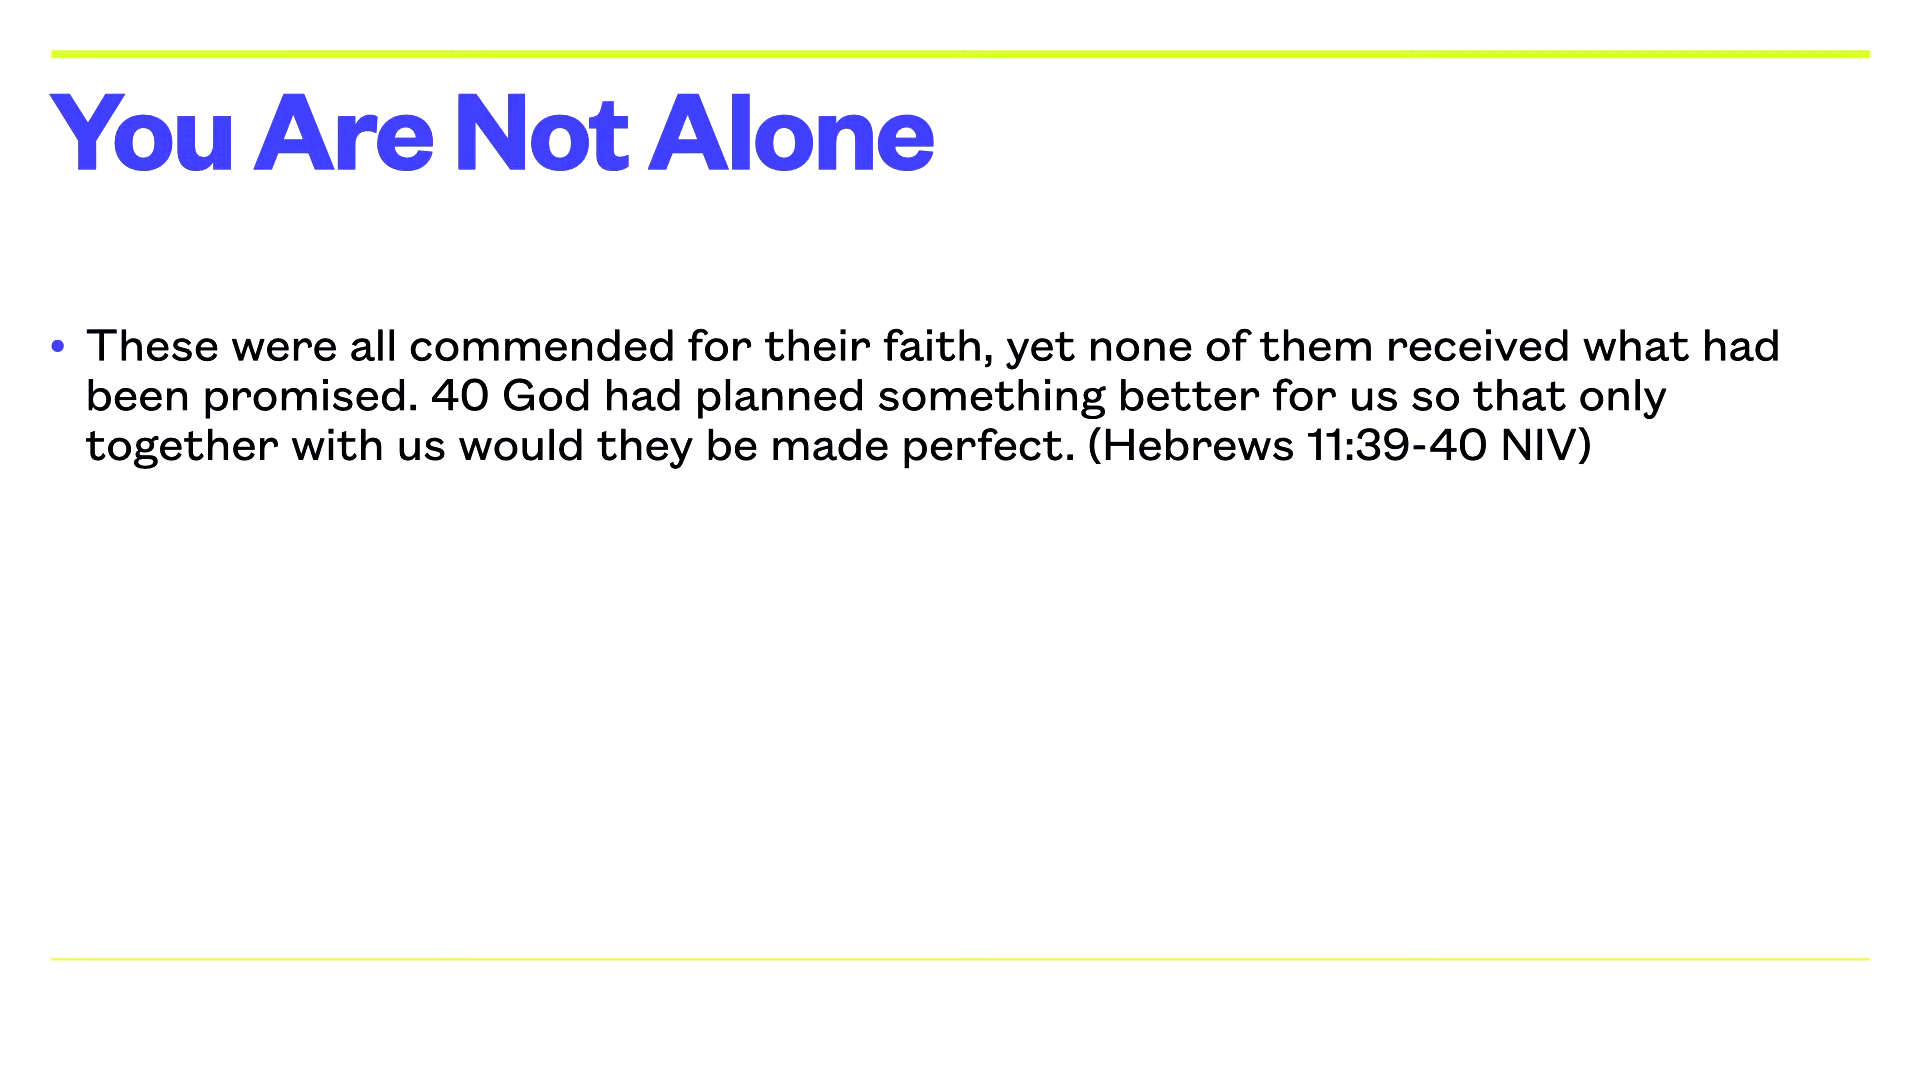 You Are Not Alone
• These were all commended for their faith, yet none of them received what had
been promised. 40 God had planned something better for us so that only
together with us would they be made perfect. (Hebrews 11:39-40 NIV)